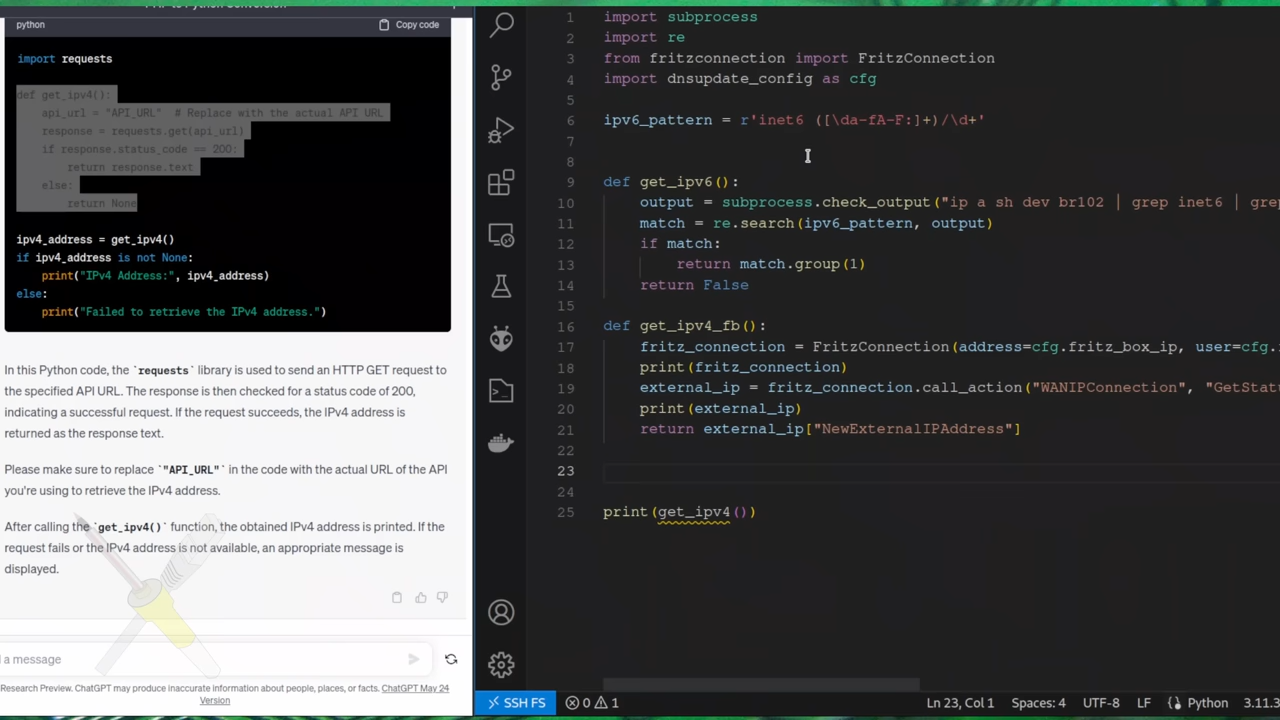 python
Copy code
import requests
def get_ipv4():
    api_url = "API_URL"  # Replace with the actual API URL
    response = requests.get(api_url)
    if response.status_code == 200:
        return response.text
    else:
        return None
ipv4_address = get_ipv4()
if ipv4_address is not None:
    print("IPv4 Address:", ipv4_address)
else:
    print("Failed to retrieve the IPv4 address.")
In this Python code, the `requests` library is used to send an HTTP GET request to
the specified API URL. The response is then checked for a status code of 200,
indicating a successful request. If the request succeeds, the IPv4 address is
returned as the response text.
Please make sure to replace `"API_URL"` in the code with the actual URL of the API
you're using to retrieve the IPv4 address.
After calling the `get_ipv4()` function, the obtained IPv4 address is printed. If the
request fails or the IPv4 address is not available, an appropriate message is
displayed.
d a message
Research Preview. ChatGPT may produce inaccurate information about people, places, or facts. ChatGPT May 24
Version
1 import subprocess
2 import re
3 from fritzconnection import FritzConnection
4 import dnsupdate_config as cfg
5
6 ipv6_pattern = r'inet6 ([\da-fA-F:]+)/\d+'
7
8
9 def get_ipv6():
10     output = subprocess.check_output("ip a sh dev br102 | grep inet6 | grep
11     match = re.search(ipv6_pattern, output)
12     if match:
13         return match.group(1)
14     return False
15
16 def get_ipv4_fb():
17     fritz_connection = FritzConnection(address=cfg.fritz_box_ip, user=cfg.
18     print(fritz_connection)
19     external_ip = fritz_connection.call_action("WANIPConnection", "GetStatu
20     print(external_ip)
21     return external_ip["NewExternalIPAddress"]
22
23
24
25 print(get_ipv4())
SSH FS
0 1
Ln 23, Col 1
Spaces: 4
UTF-8
LF
Python
3.11.3